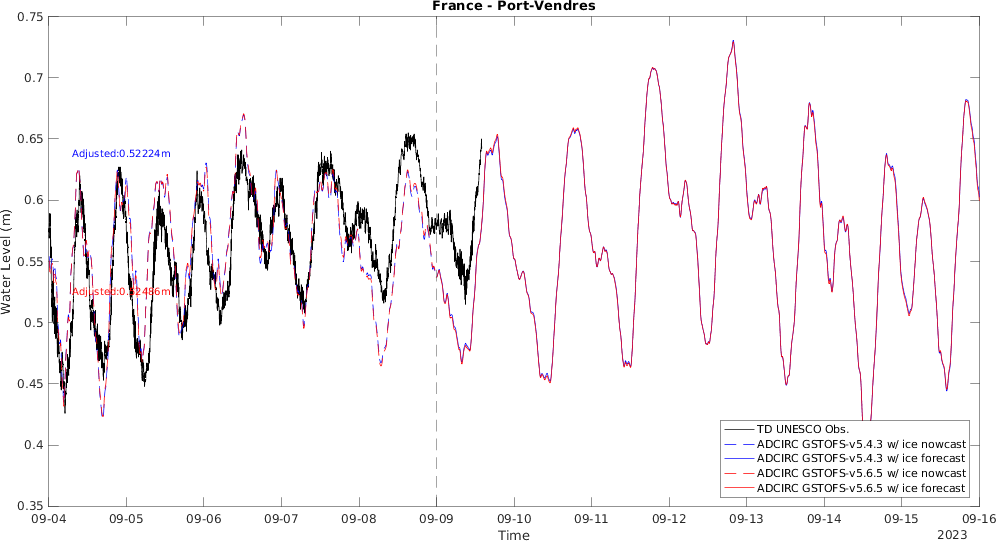 France - Port-Vendres
0.75
0.7
0.65
0.6
0.55
0.5
0.45
0.4
0.35
Water Level (m)
Adjusted:0.52224m
Adjusted:0.52486m
09-04
09-05
09-06
09-07
09-08
09-09
09-10
09-11
09-12
09-13
09-14
09-15
09-16
Time
2023
TD UNESCO Obs.
ADCIRC GSTOFS-v5.4.3 w/ ice nowcast
ADCIRC GSTOFS-v5.4.3 w/ ice forecast
ADCIRC GSTOFS-v5.6.5 w/ ice nowcast
ADCIRC GSTOFS-v5.6.5 w/ ice forecast